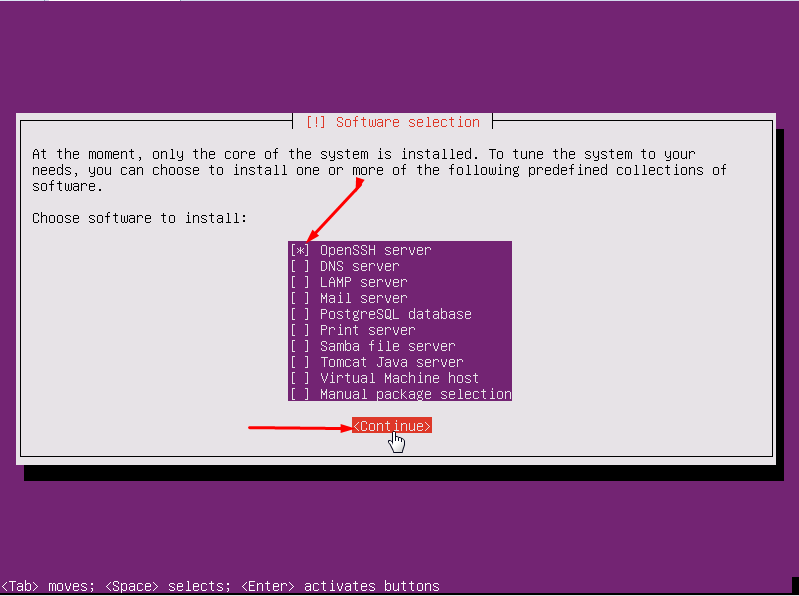 [!] Software selection
At the moment, only the core of the system is installed. To tune the system to your
needs, you can choose to install one or more of the following predefined collections of
software.
Choose software to install:
[*] OpenSSH server
[ ] DNS server
[ ] LAMP server
[ ] Mail server
[ ] PostgreSQL database
[ ] Print server
[ ] Samba file server
[ ] Tomcat Java server
[ ] Virtual Machine host
[ ] Manual package selection
<Continue>
<Tab> moves; <Space> selects; <Enter> activates buttons